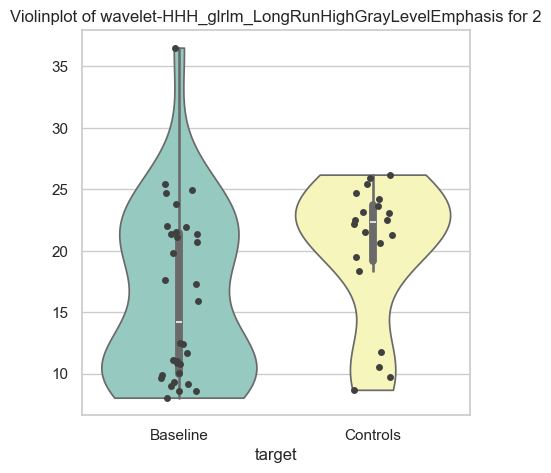 Violinplot of wavelet-HHH_glrlm_LongRunHighGrayLevelEmphasis for 2
35
30
25
20
15
10
Baseline
Controls
target